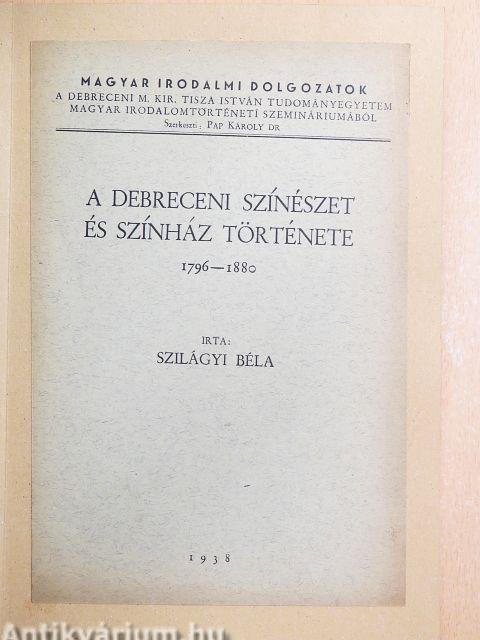 MAGYAR IRODALMI DOLGOZATOK
A DEBRECENI M. KIR. TISZA ISTVÁN TUDOMÁNYEGYETEM
MAGYAR IRODALOMTÖRTÉNETI SZEMINÁRIUMÁBÓL
Szerkeszti: PAP KÁROLY DR
A DEBRECENI SZÍNÉSZET
ÉS SZÍNHÁZ TÖRTÉNETE
1796—1880
IRTA:
SZILÁGYI BÉLA
1938
Antikvárium.hu